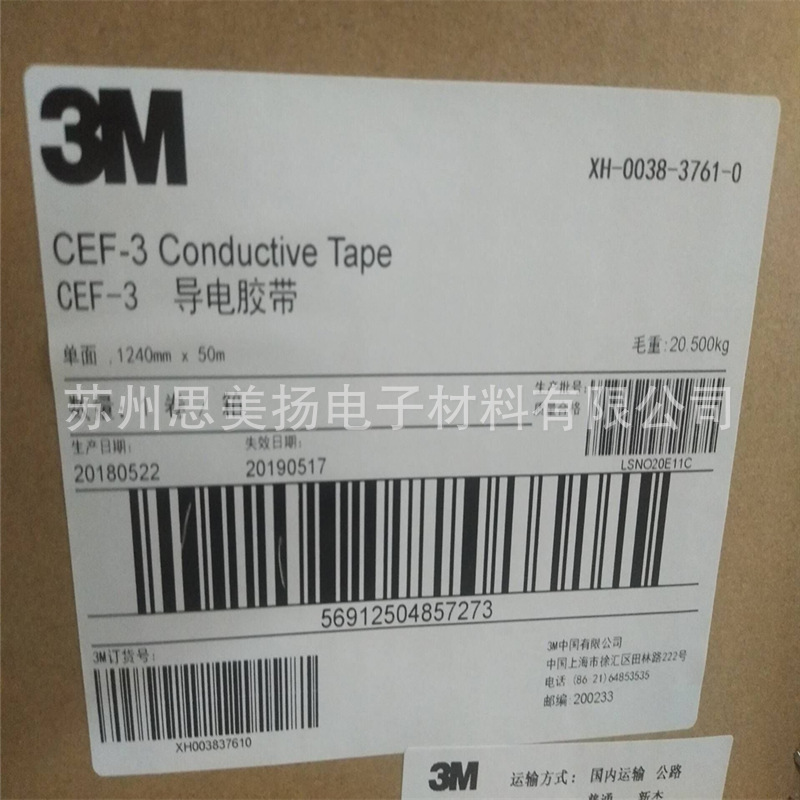 3M
XH-0038-3761-0
CEF-3 Conductive Tape
CEF-3 导电胶带
单面 ,1240mm x 50m
毛重:20.500kg
生产批号:
苏州思美扬电子材料有限公司
LSNO20E11C
生产日期: 失效日期:
20180522 20190517
56912504857273
3M订货号:
XH003837610
3M中国有限公司
中国上海市徐汇区田林路222号
电话 (86 21)64853535
邮编 200233
3M
运输方式: 国内运输 公路
普通